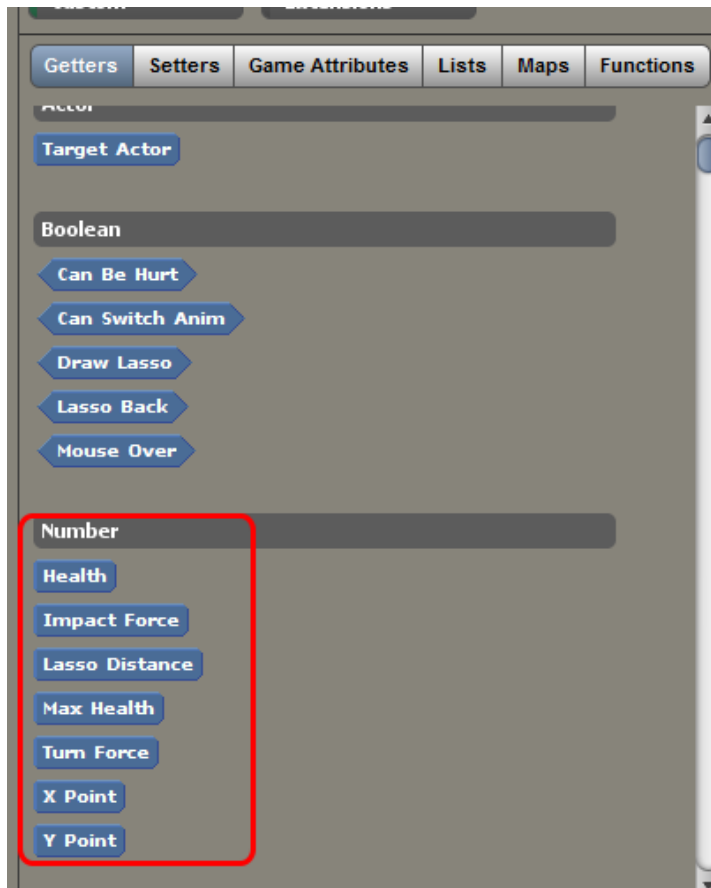 Getters Setters Game Attributes Lists Maps Functions
Actor
Target Actor
Boolean
Can Be Hurt
Can Switch Anim
Draw Lasso
Lasso Back
Mouse Over
Number
Health
Impact Force
Lasso Distance
Max Health
Turn Force
X Point
Y Point